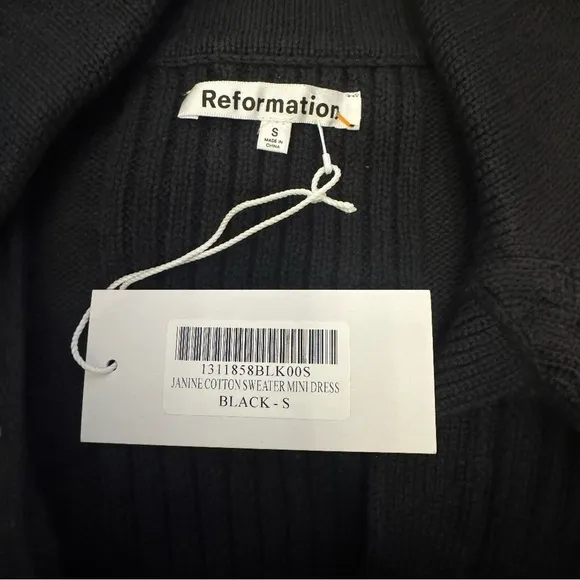 Reformation
S
MADE IN
CHINA
1311858BLK00S
JANINE COTTON SWEATER MINI DRESS
BLACK - S